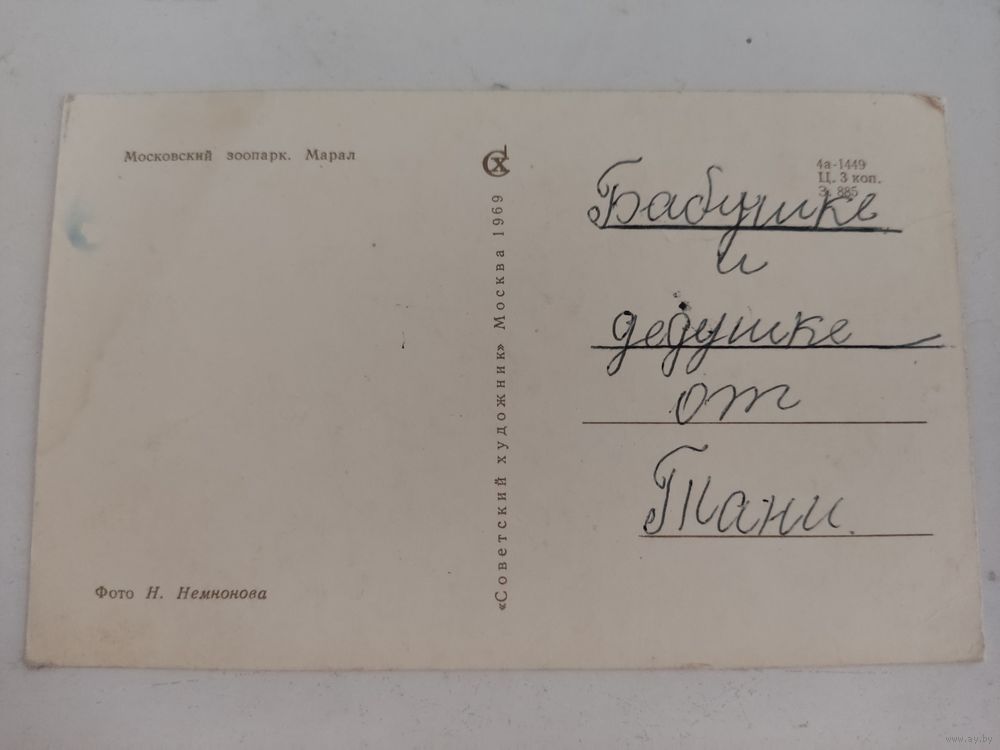 Московский зоопарк. Марал
Фото Н. Немнонова
«Советский художник» Москва 1969
СХ
4а-1449
Ц. 3 коп.
З. 885
Бабушке
и
дедушке
от
Тани.
www.ay.by